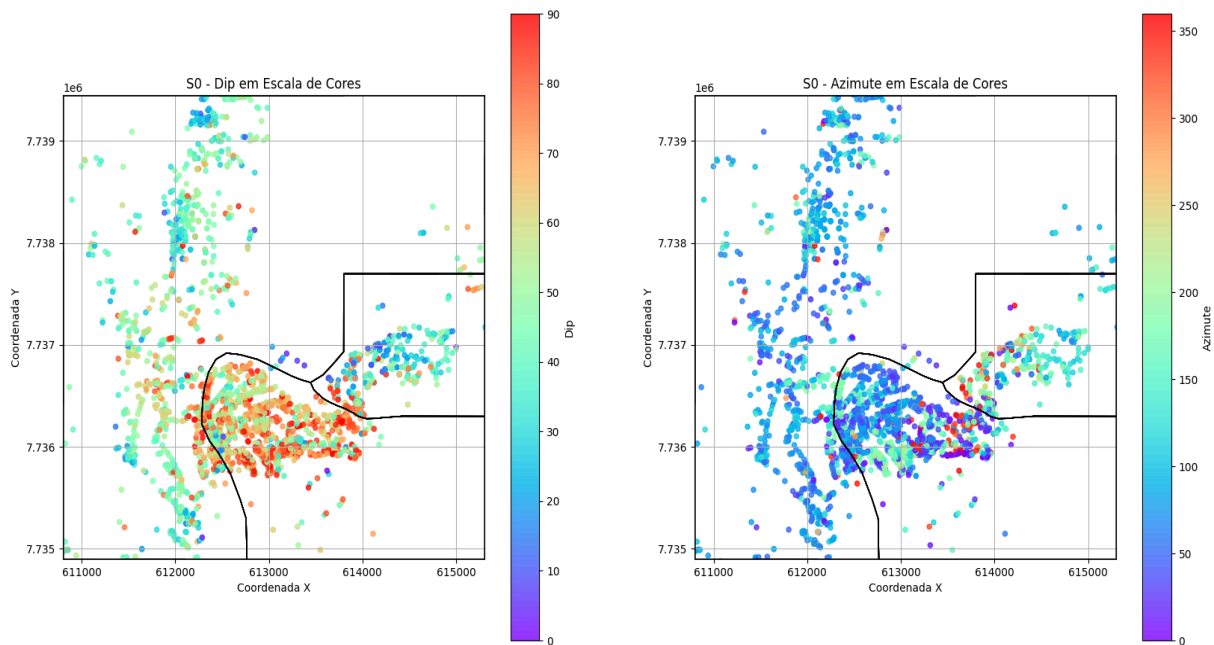 S0 - Dip em Escala de Cores
1e6
7.739
7.738
7.737
7.736
7.735
Coordenada Y
611000 612000 613000 614000 615000
Coordenada X
90
80
70
60
50
40
30
20
10
0
Dip
S0 - Azimute em Escala de Cores
1e6
7.739
7.738
7.737
7.736
7.735
Coordenada Y
611000 612000 613000 614000 615000
Coordenada X
350
300
250
200
150
100
50
0
Azimute